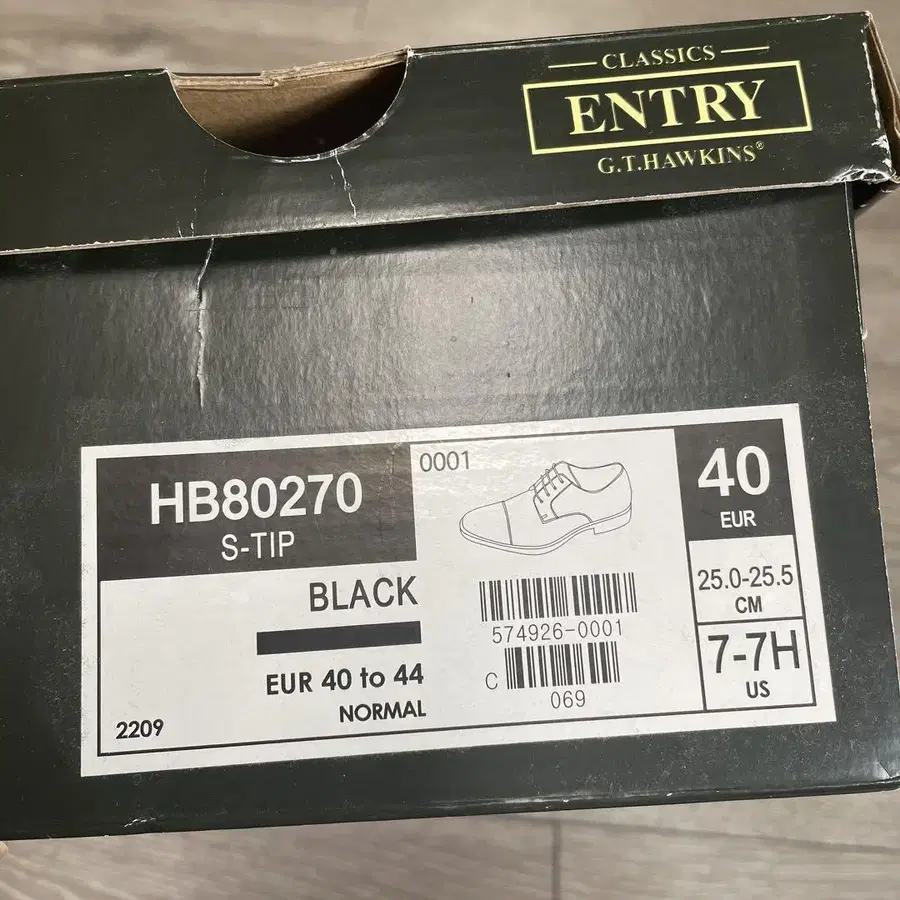 CLASSICS
ENTRY
G.T.HAWKINS®
HB80270
S-TIP
0001
40
EUR
BLACK
25.0-25.5
CM
574926-0001
EUR 40 to 44
7-7H
US
C
069
NORMAL
2209